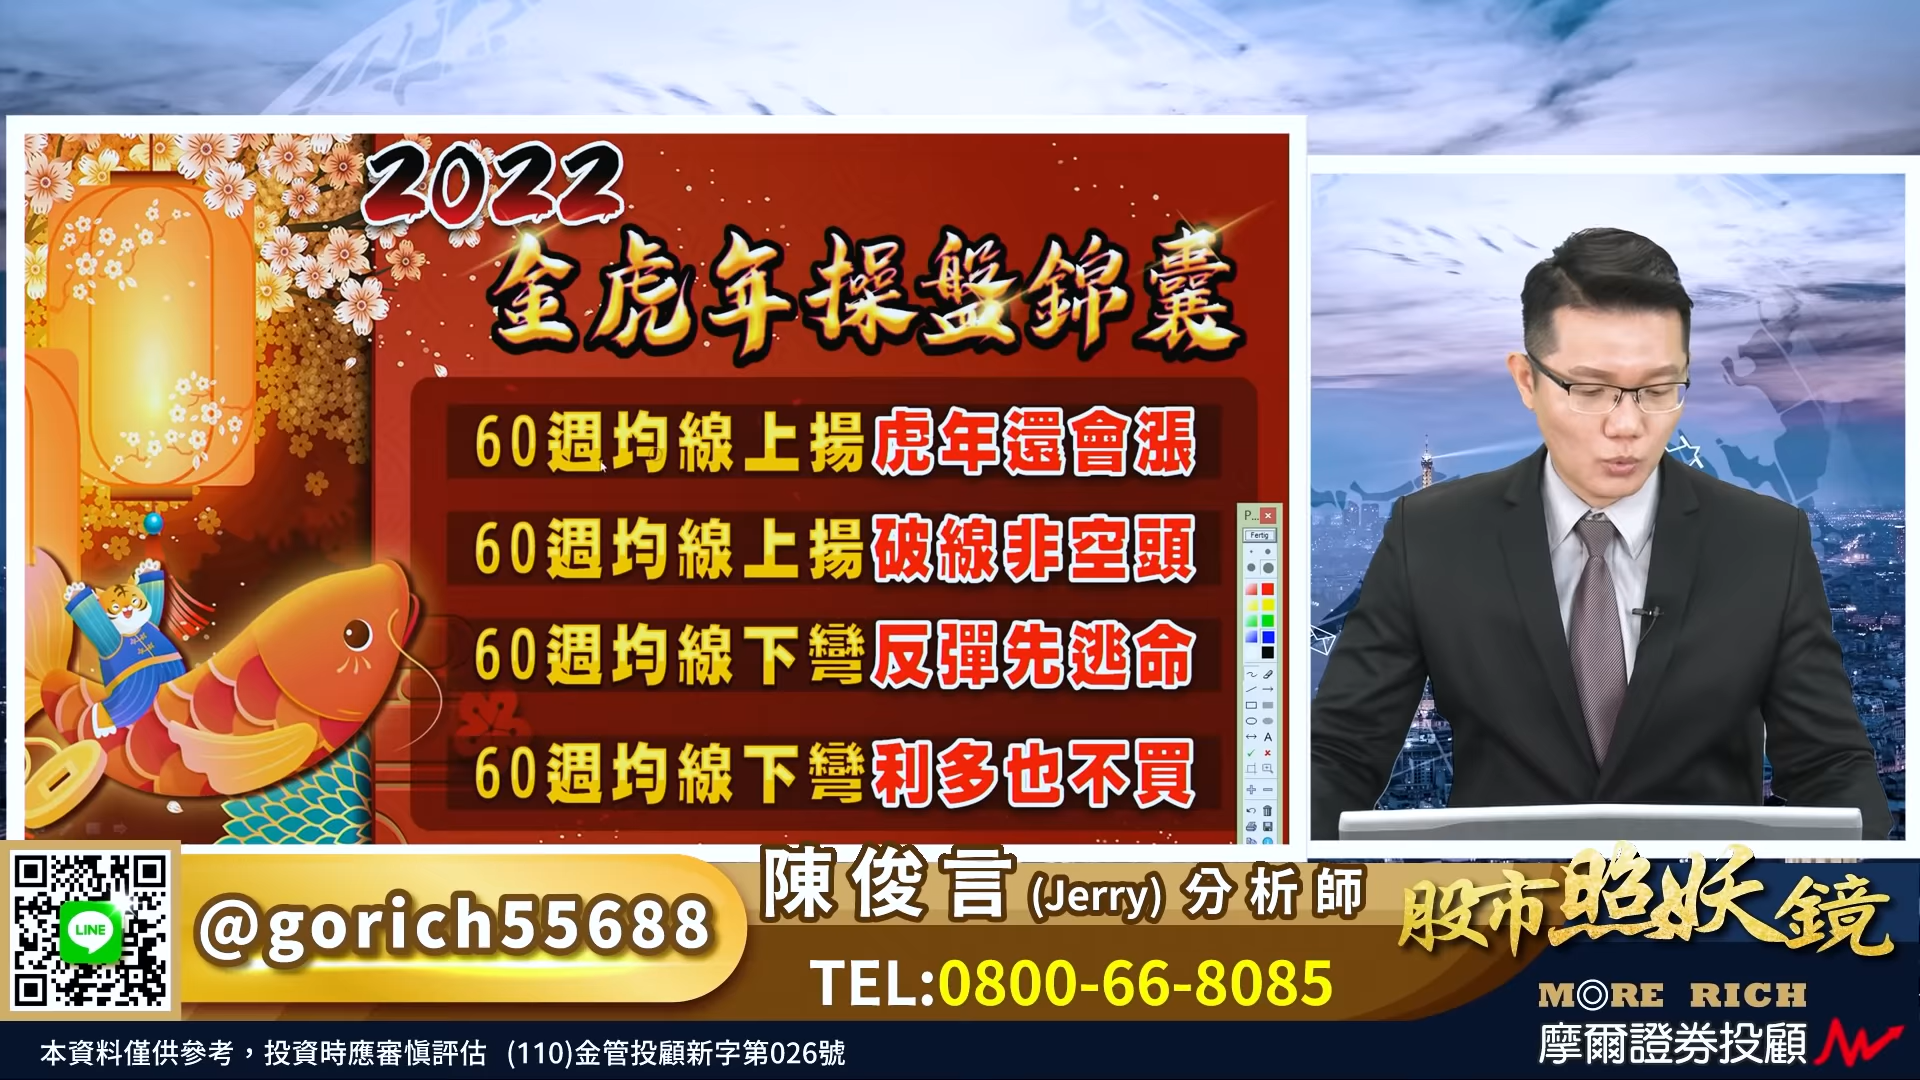 2022
金虎年操盤錦囊
60週均線上揚虎年還會漲
60週均線上揚破線非空頭
60週均線下彎反彈先逃命
60週均線下彎利多也不買
P...
Fertig
A
LINE
@gorich55688
陳俊言(Jerry)分析師
TEL:0800-66-8085
股市照妖鏡
MORE RICH
摩爾證券投顧
本資料僅供參考，投資時應審慎評估 (110)金管投顧新字第026號